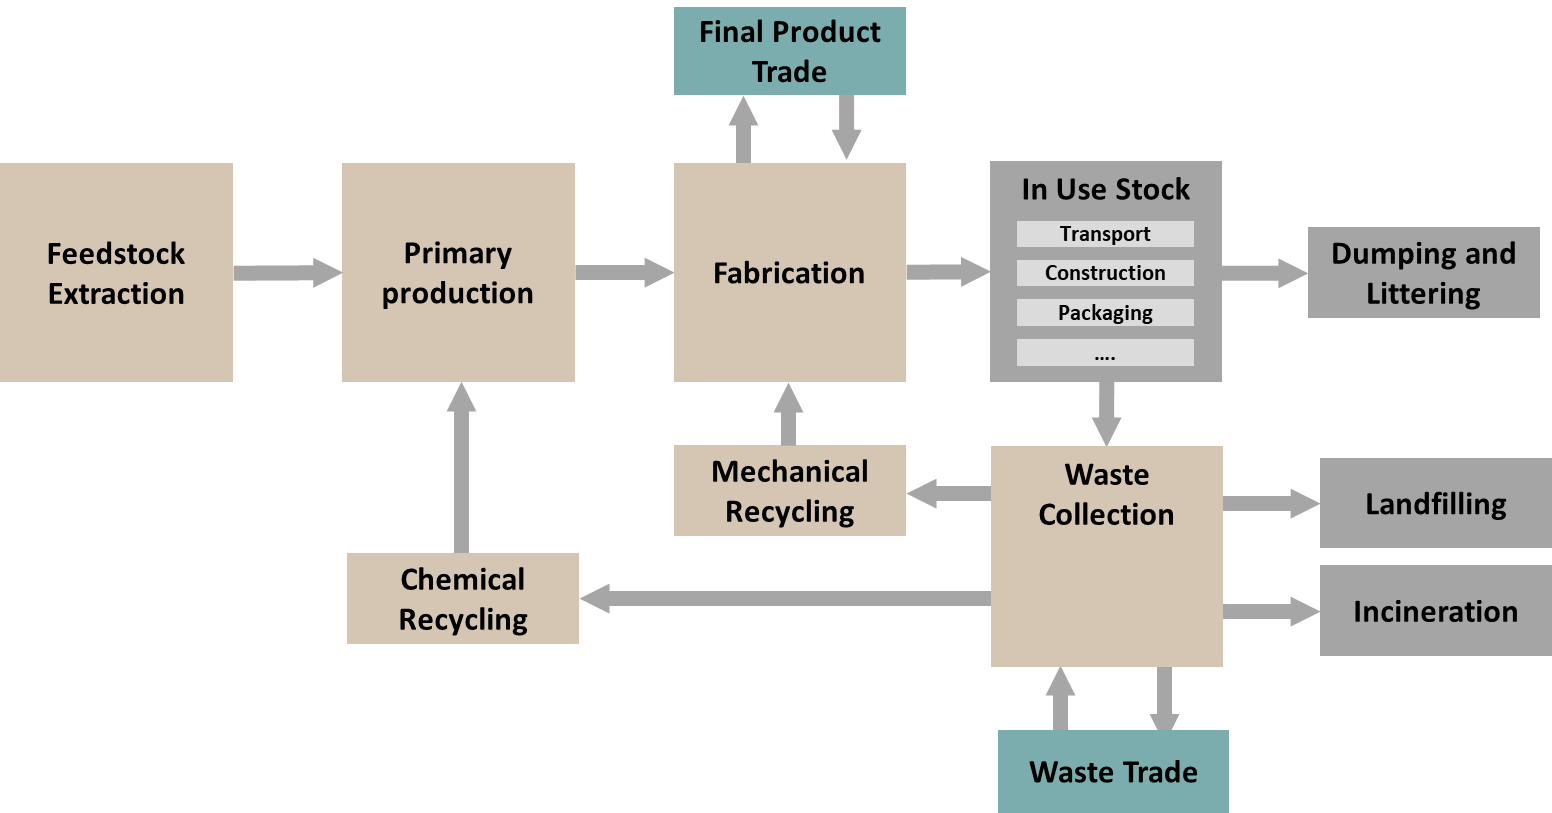 Final Product
Trade
Feedstock
Extraction
Primary
production
Fabrication
In Use Stock
Transport
Construction
Packaging
....
Dumping and
Littering
Mechanical
Recycling
Waste
Collection
Landfilling
Chemical
Recycling
Incineration
Waste Trade